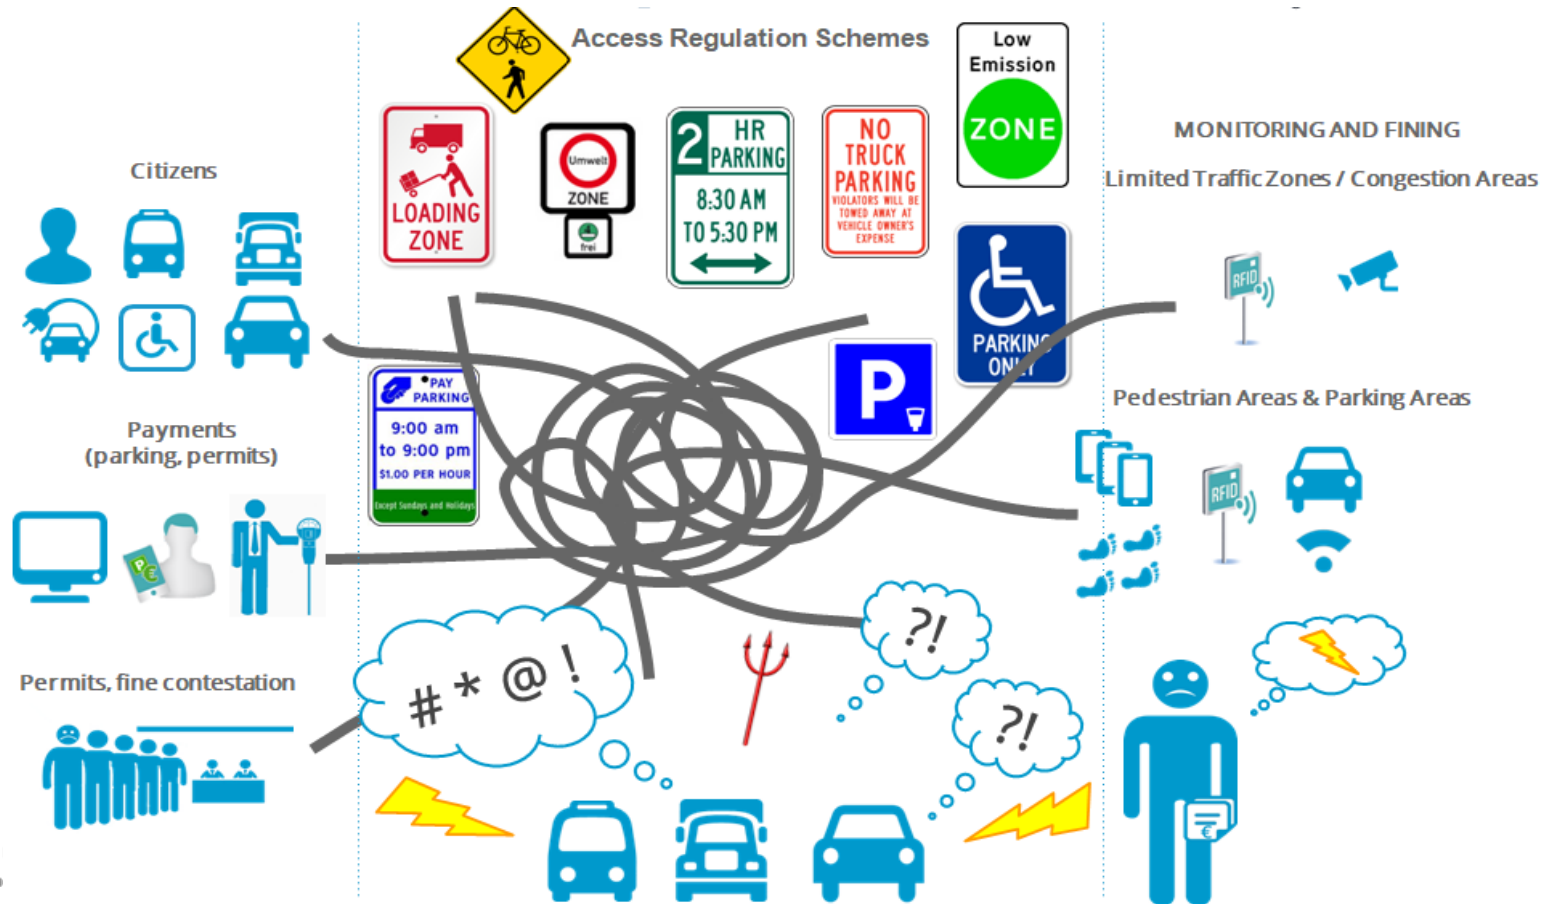 Access Regulation Schemes
Low
Emission
ZONE
LOADING
ZONE
Umwelt
ZONE
frei
2 HR
PARKING
8:30 AM
TO 5:30 PM
NO
TRUCK
PARKING
VIOLATORS WILL BE
TOWED AWAY AT
VEHICLE OWNER'S
EXPENSE
PARKING
ONLY
PAY
PARKING
9:00 am
to 9:00 pm
$1.00 PER HOUR
Except Sundays and Holidays
P
Citizens
Payments
(parking, permits)
P€
Permits, fine contestation
#*@!
?!
?!
MONITORING AND FINING
Limited Traffic Zones / Congestion Areas
RFID
Pedestrian Areas & Parking Areas
RFID
€